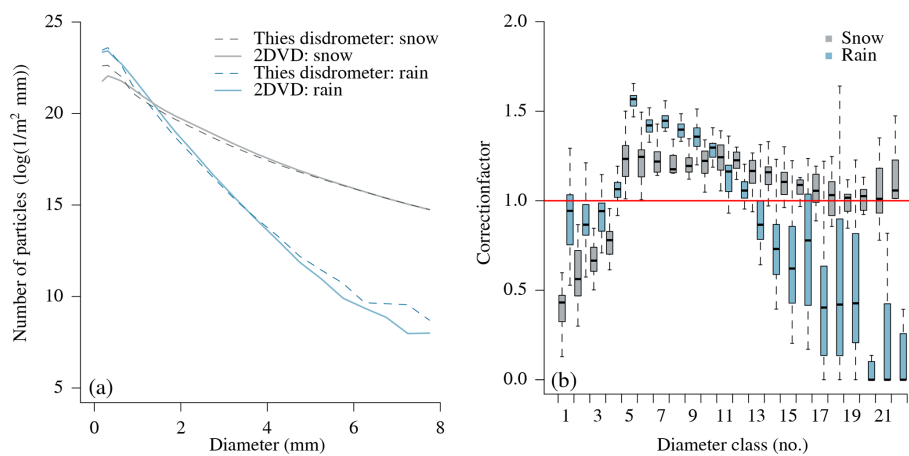 25
20
15
10
5
Number of particles (log(1/m² mm))
Thies disdrometer: snow
2DVD: snow
Thies disdrometer: rain
2DVD: rain
(a)
0 2 4 6 8
Diameter (mm)
2.0
1.5
1.0
0.5
0.0
Correctionfactor
Snow
Rain
(b)
1 3 5 7 9 11 13 15 17 19 21
Diameter class (no.)